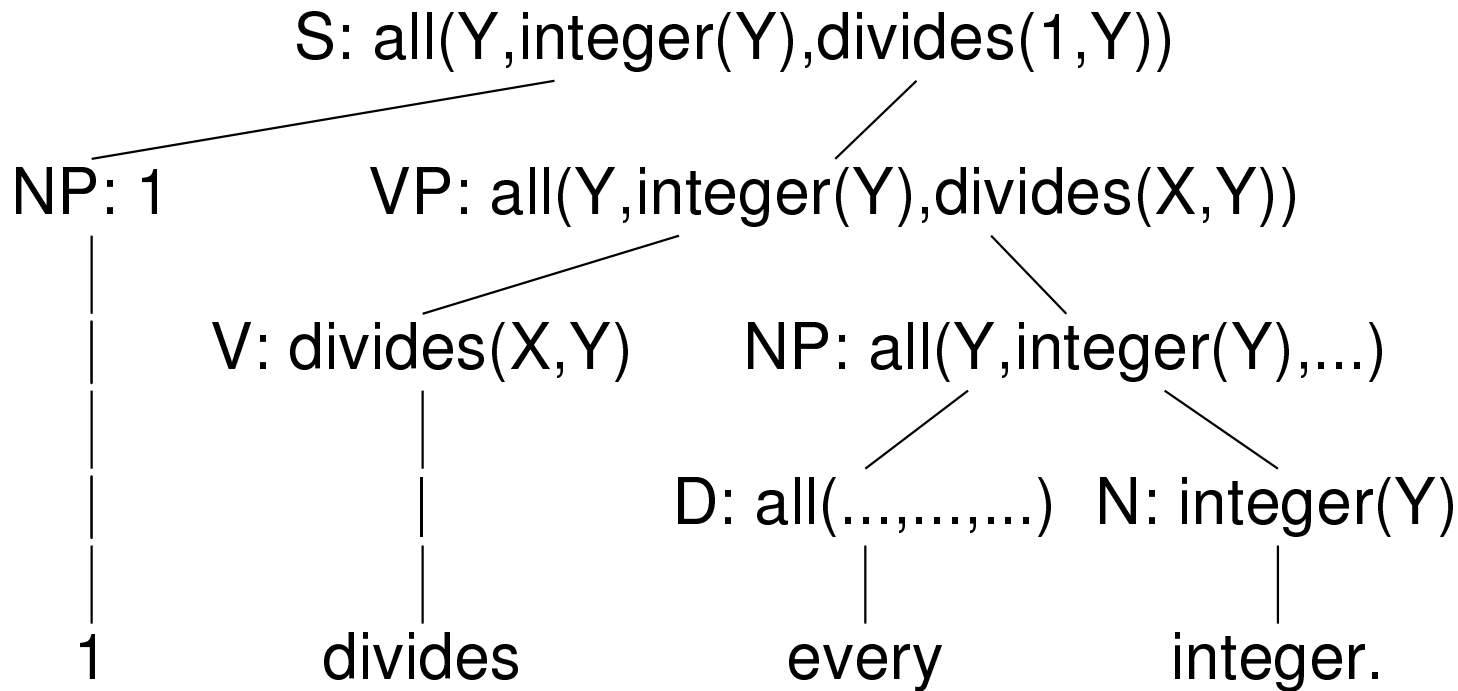 S: all(Y,integer(Y),divides(1,Y))
NP: 1 VP: all(Y,integer(Y),divides(X,Y))
V: divides(X,Y) NP: all(Y,integer(Y),...)
D: all(...,...,...) N: integer(Y)
1 divides every integer.